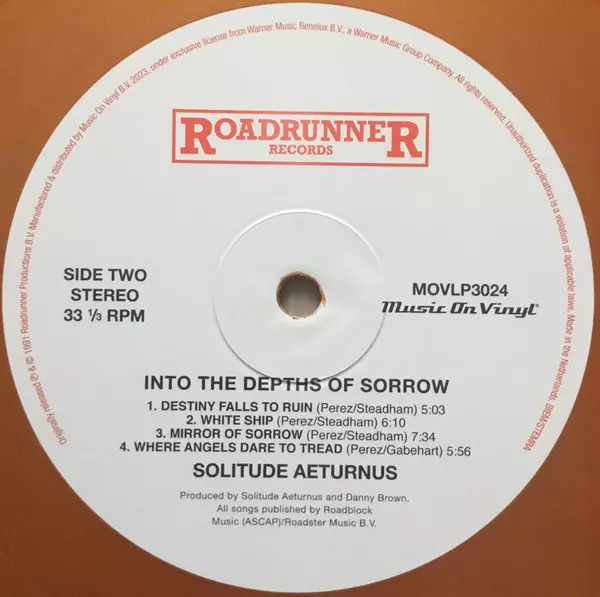 Originally released ℗ & © 1991 Roadrunner Productions B.V. Manufactured & distributed by Music On Vinyl B.V. 2023, under exclusive license from Warner Music Benelux B.V., a Warner Music Group Company. All rights reserved. Unauthorized duplication is a violation of applicable laws. Made in the Netherlands. BIEM/STEMRA
ROADRUNNER
RECORDS
SIDE TWO
STEREO
33 ⅓ RPM
MOVLP3024
Music On Vinyl®
INTO THE DEPTHS OF SORROW
1. DESTINY FALLS TO RUIN (Perez/Steadham) 5:03
2. WHITE SHIP (Perez/Steadham) 6:10
3. MIRROR OF SORROW (Perez/Steadham) 7:34
4. WHERE ANGELS DARE TO TREAD (Perez/Gabehart) 5:56
SOLITUDE AETURNUS
Produced by Solitude Aeturnus and Danny Brown.
All songs published by Roadblock
Music (ASCAP)/Roadster Music B.V.